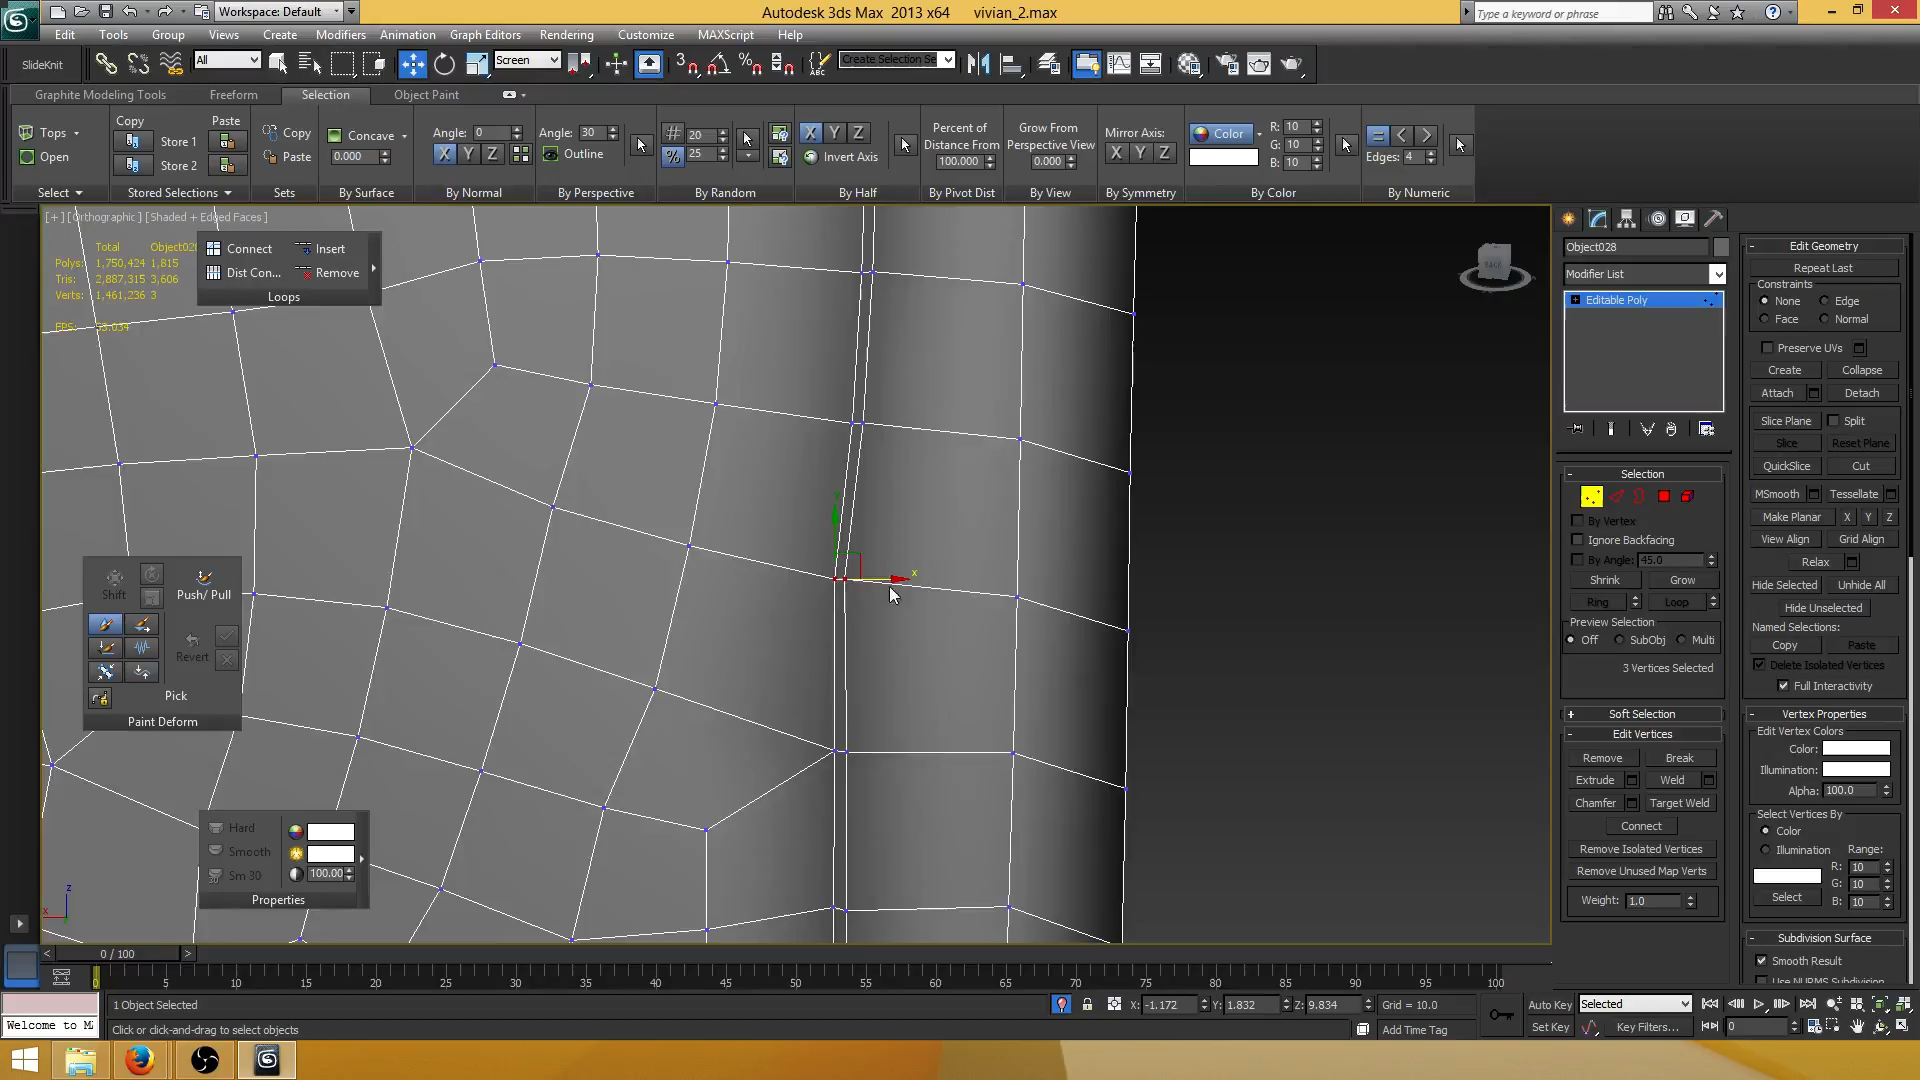 Workspace: Default
Autodesk 3ds Max 2013 x64 vivian_2.max
Type a keyword or phrase
Edit Tools Group Views Create Modifiers Animation Graph Editors Rendering Customize MAXScript Help
SlideKnit All Screen Create Selection Se
Graphite Modeling Tools Freeform Selection Object Paint
Tops Open Select
Copy Paste Store 1 Store 2 Stored Selections
Copy Paste Sets
Concave 0.000 By Surface
Angle: 0 X Y Z By Normal
Angle: 30 Outline By Perspective
# 20 % 25 By Random
X Y Z Invert Axis By Half
Percent of Distance From 100.000 By Pivot Dist
Grow From Perspective View 0.000 By View
Mirror Axis: X Y Z By Symmetry
Color R: 10 G: 10 B: 10 By Color
= < > Edges: 4 By Numeric
[+] [Orthographic] [Shaded + Edged Faces]
Total Object028
Polys: 1,750,424 1,815
Tris: 2,887,315 3,606
Verts: 1,461,236 3
FPS:
Connect Insert
Dist Con... Remove
Loops
Shift Push/ Pull
Revert
Pick
Paint Deform
Hard
Smooth
Sm 30 100.00
Properties
y
x
z
x
Object028
Modifier List
Editable Poly
Selection
By Vertex
Ignore Backfacing
By Angle: 45.0
Shrink Grow
Ring Loop
Preview Selection
Off SubObj Multi
3 Vertices Selected
Soft Selection
Edit Vertices
Remove Break
Extrude Weld
Chamfer Target Weld
Connect
Remove Isolated Vertices
Remove Unused Map Verts
Weight: 1.0
Edit Geometry
Repeat Last
Constraints
None Edge
Face Normal
Preserve UVs
Create Collapse
Attach Detach
Slice Plane Split
Slice Reset Plane
QuickSlice Cut
MSmooth Tessellate
Make Planar X Y Z
View Align Grid Align
Relax
Hide Selected Unhide All
Hide Unselected
Named Selections:
Copy Paste
Delete Isolated Vertices
Full Interactivity
Vertex Properties
Edit Vertex Colors
Color:
Illumination:
Alpha: 100.0
Select Vertices By
Color
Illumination Range:
R: 10
G: 10
Select B: 10
Subdivision Surface
Smooth Result
Use NURMS Subdivision
< 0 / 100 >
0 5 10 15 20 25 30 35 40 45 50 55 60 65 70 75 80 85 90 95 100
1 Object Selected X: -1.172 Y: 1.832 Z: 9.834 Grid = 10.0 Auto Key Selected
Welcome to M Click or click-and-drag to select objects Add Time Tag Set Key Key Filters... 0